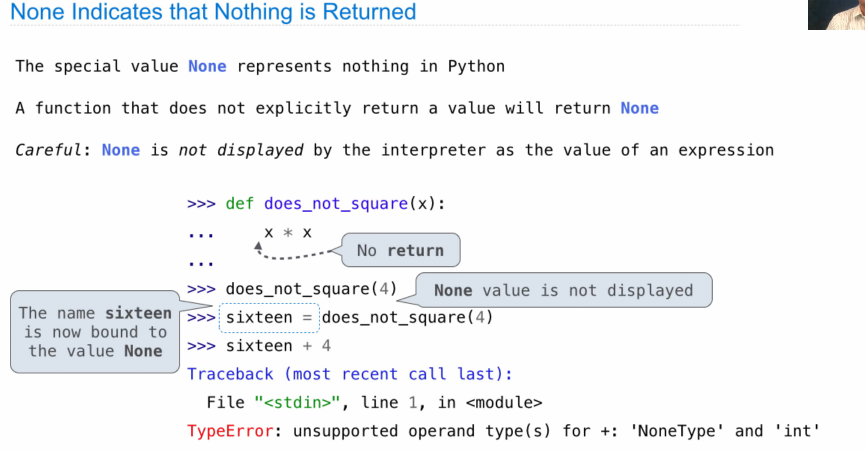 None Indicates that Nothing is Returned
The special value None represents nothing in Python
A function that does not explicitly return a value will return None
Careful: None is not displayed by the interpreter as the value of an expression
>>> def does_not_square(x):
...     x * x
No return
...
>>> does_not_square(4)
None value is not displayed
The name sixteen
is now bound to
the value None
>>> sixteen = does_not_square(4)
>>> sixteen + 4
Traceback (most recent call last):
  File "<stdin>", line 1, in <module>
TypeError: unsupported operand type(s) for +: 'NoneType' and 'int'